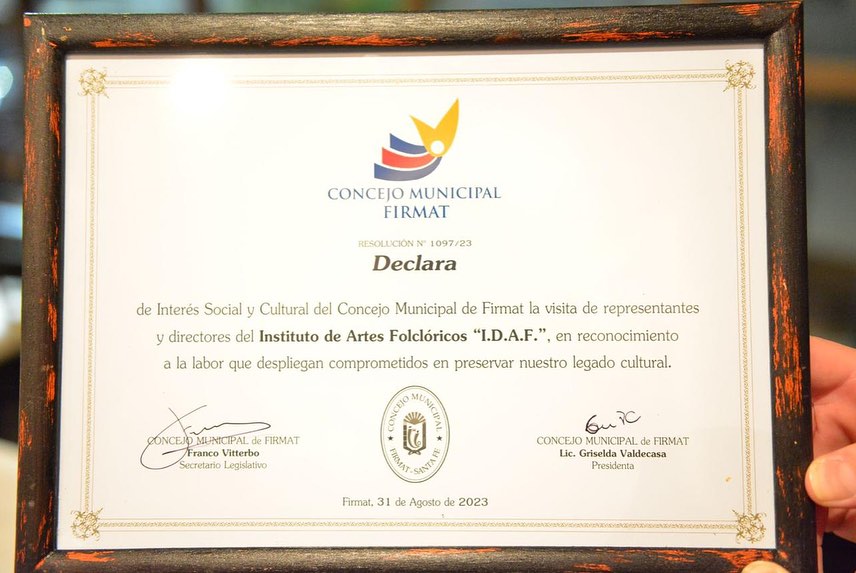 CONCEJO MUNICIPAL
FIRMAT
RESOLUCIÓN Nº 1097/23
Declara
de Interés Social y Cultural del Concejo Municipal de Firmat la visita de representantes
y directores del Instituto de Artes Folclóricos “I.D.A.F.”, en reconocimiento
a la labor que despliegan comprometidos en preservar nuestro legado cultural.
CONCEJO MUNICIPAL de FIRMAT
Franco Vitterbo
Secretario Legislativo
CONCEJO MUNICIPAL
FIRMAT - SANTA FE
CONCEJO MUNICIPAL de FIRMAT
Lic. Griselda Valdecasa
Presidenta
Firmat, 31 de Agosto de 2023